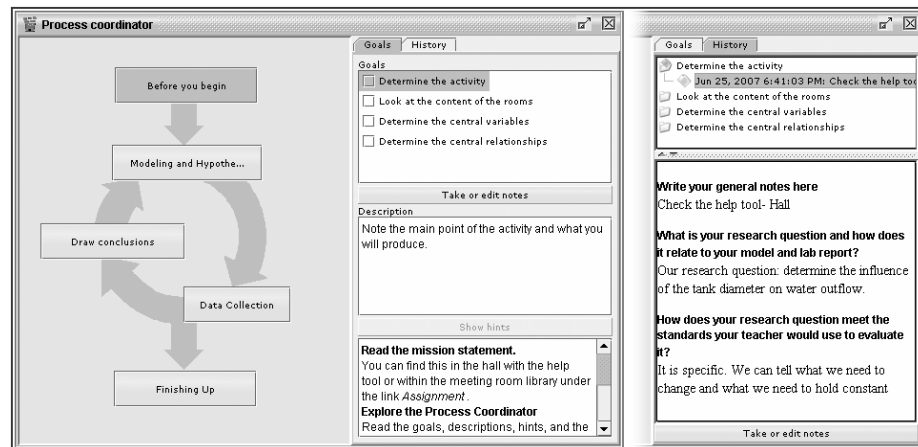 Process coordinator
Before you begin
Modeling and Hypothe...
Draw conclusions
Data Collection
Finishing Up
Goals
History
Goals
Determine the activity
Look at the content of the rooms
Determine the central variables
Determine the central relationships
Take or edit notes
Description
Note the main point of the activity and what you
will produce.
Show hints
Read the mission statement.
You can find this in the hall with the help
tool or within the meeting room library under
the link Assignment .
Explore the Process Coordinator
Read the goals, descriptions, hints, and the
Goals
History
Determine the activity
Jun 25, 2007 6:41:03 PM: Check the help too
Look at the content of the rooms
Determine the central variables
Determine the central relationships
Write your general notes here
Check the help tool- Hall
What is your research question and how does
it relate to your model and lab report?
Our research question: determine the influence
of the tank diameter on water outflow.
How does your research question meet the
standards your teacher would use to evaluate
it?
It is specific. We can tell what we need to
change and what we need to hold constant
Take or edit notes